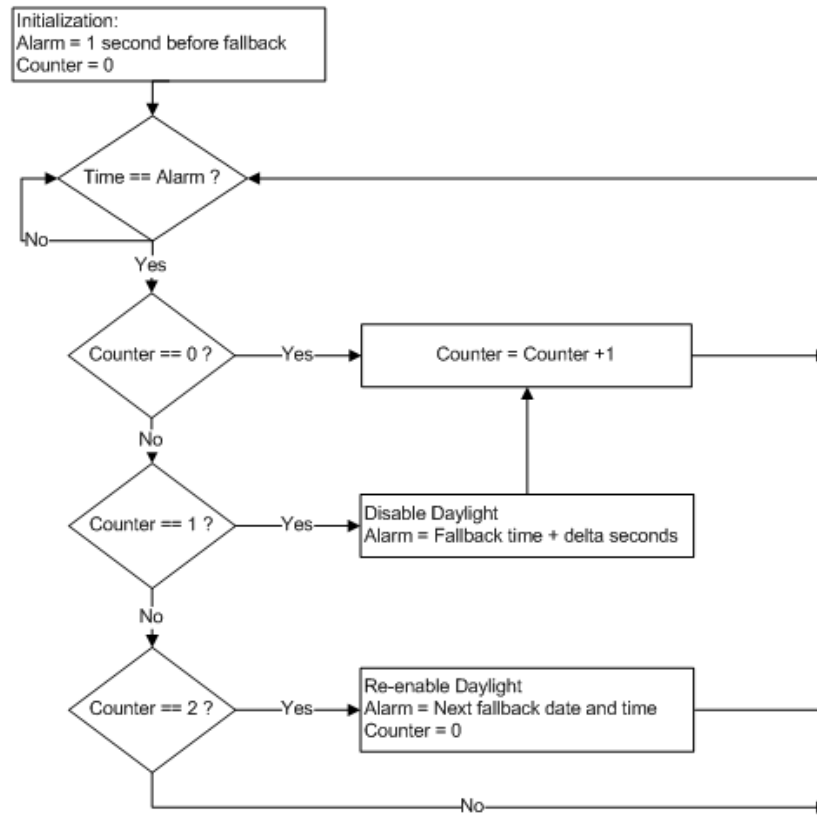 Initialization:
Alarm = 1 second before fallback
Counter = 0
Time == Alarm ?
No
Yes
Counter == 0 ?
Yes
Counter = Counter +1
No
Counter == 1 ?
Yes
Disable Daylight
Alarm = Fallback time + delta seconds
No
Counter == 2 ?
Yes
Re-enable Daylight
Alarm = Next fallback date and time
Counter = 0
No